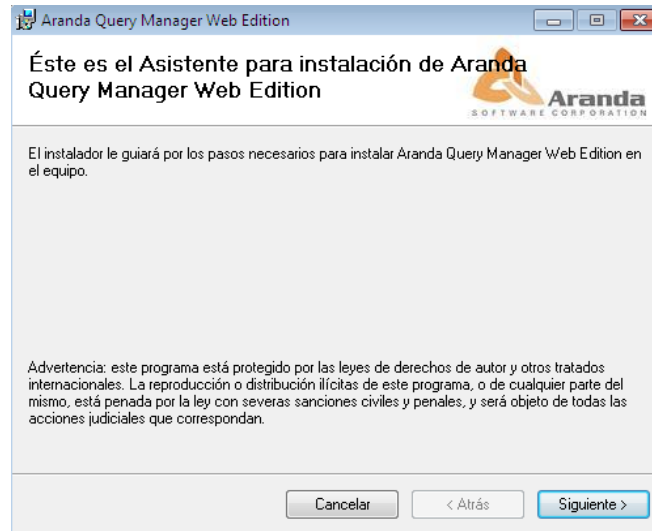 Aranda Query Manager Web Edition
Éste es el Asistente para instalación de Aranda
Query Manager Web Edition
Aranda
SOFTWARE CORPORATION
El instalador le guiará por los pasos necesarios para instalar Aranda Query Manager Web Edition en
el equipo.
Advertencia: este programa está protegido por las leyes de derechos de autor y otros tratados
internacionales. La reproducción o distribución ilícitas de este programa, o de cualquier parte del
mismo, está penada por la ley con severas sanciones civiles y penales, y será objeto de todas las
acciones judiciales que correspondan.
Cancelar < Atrás Siguiente >